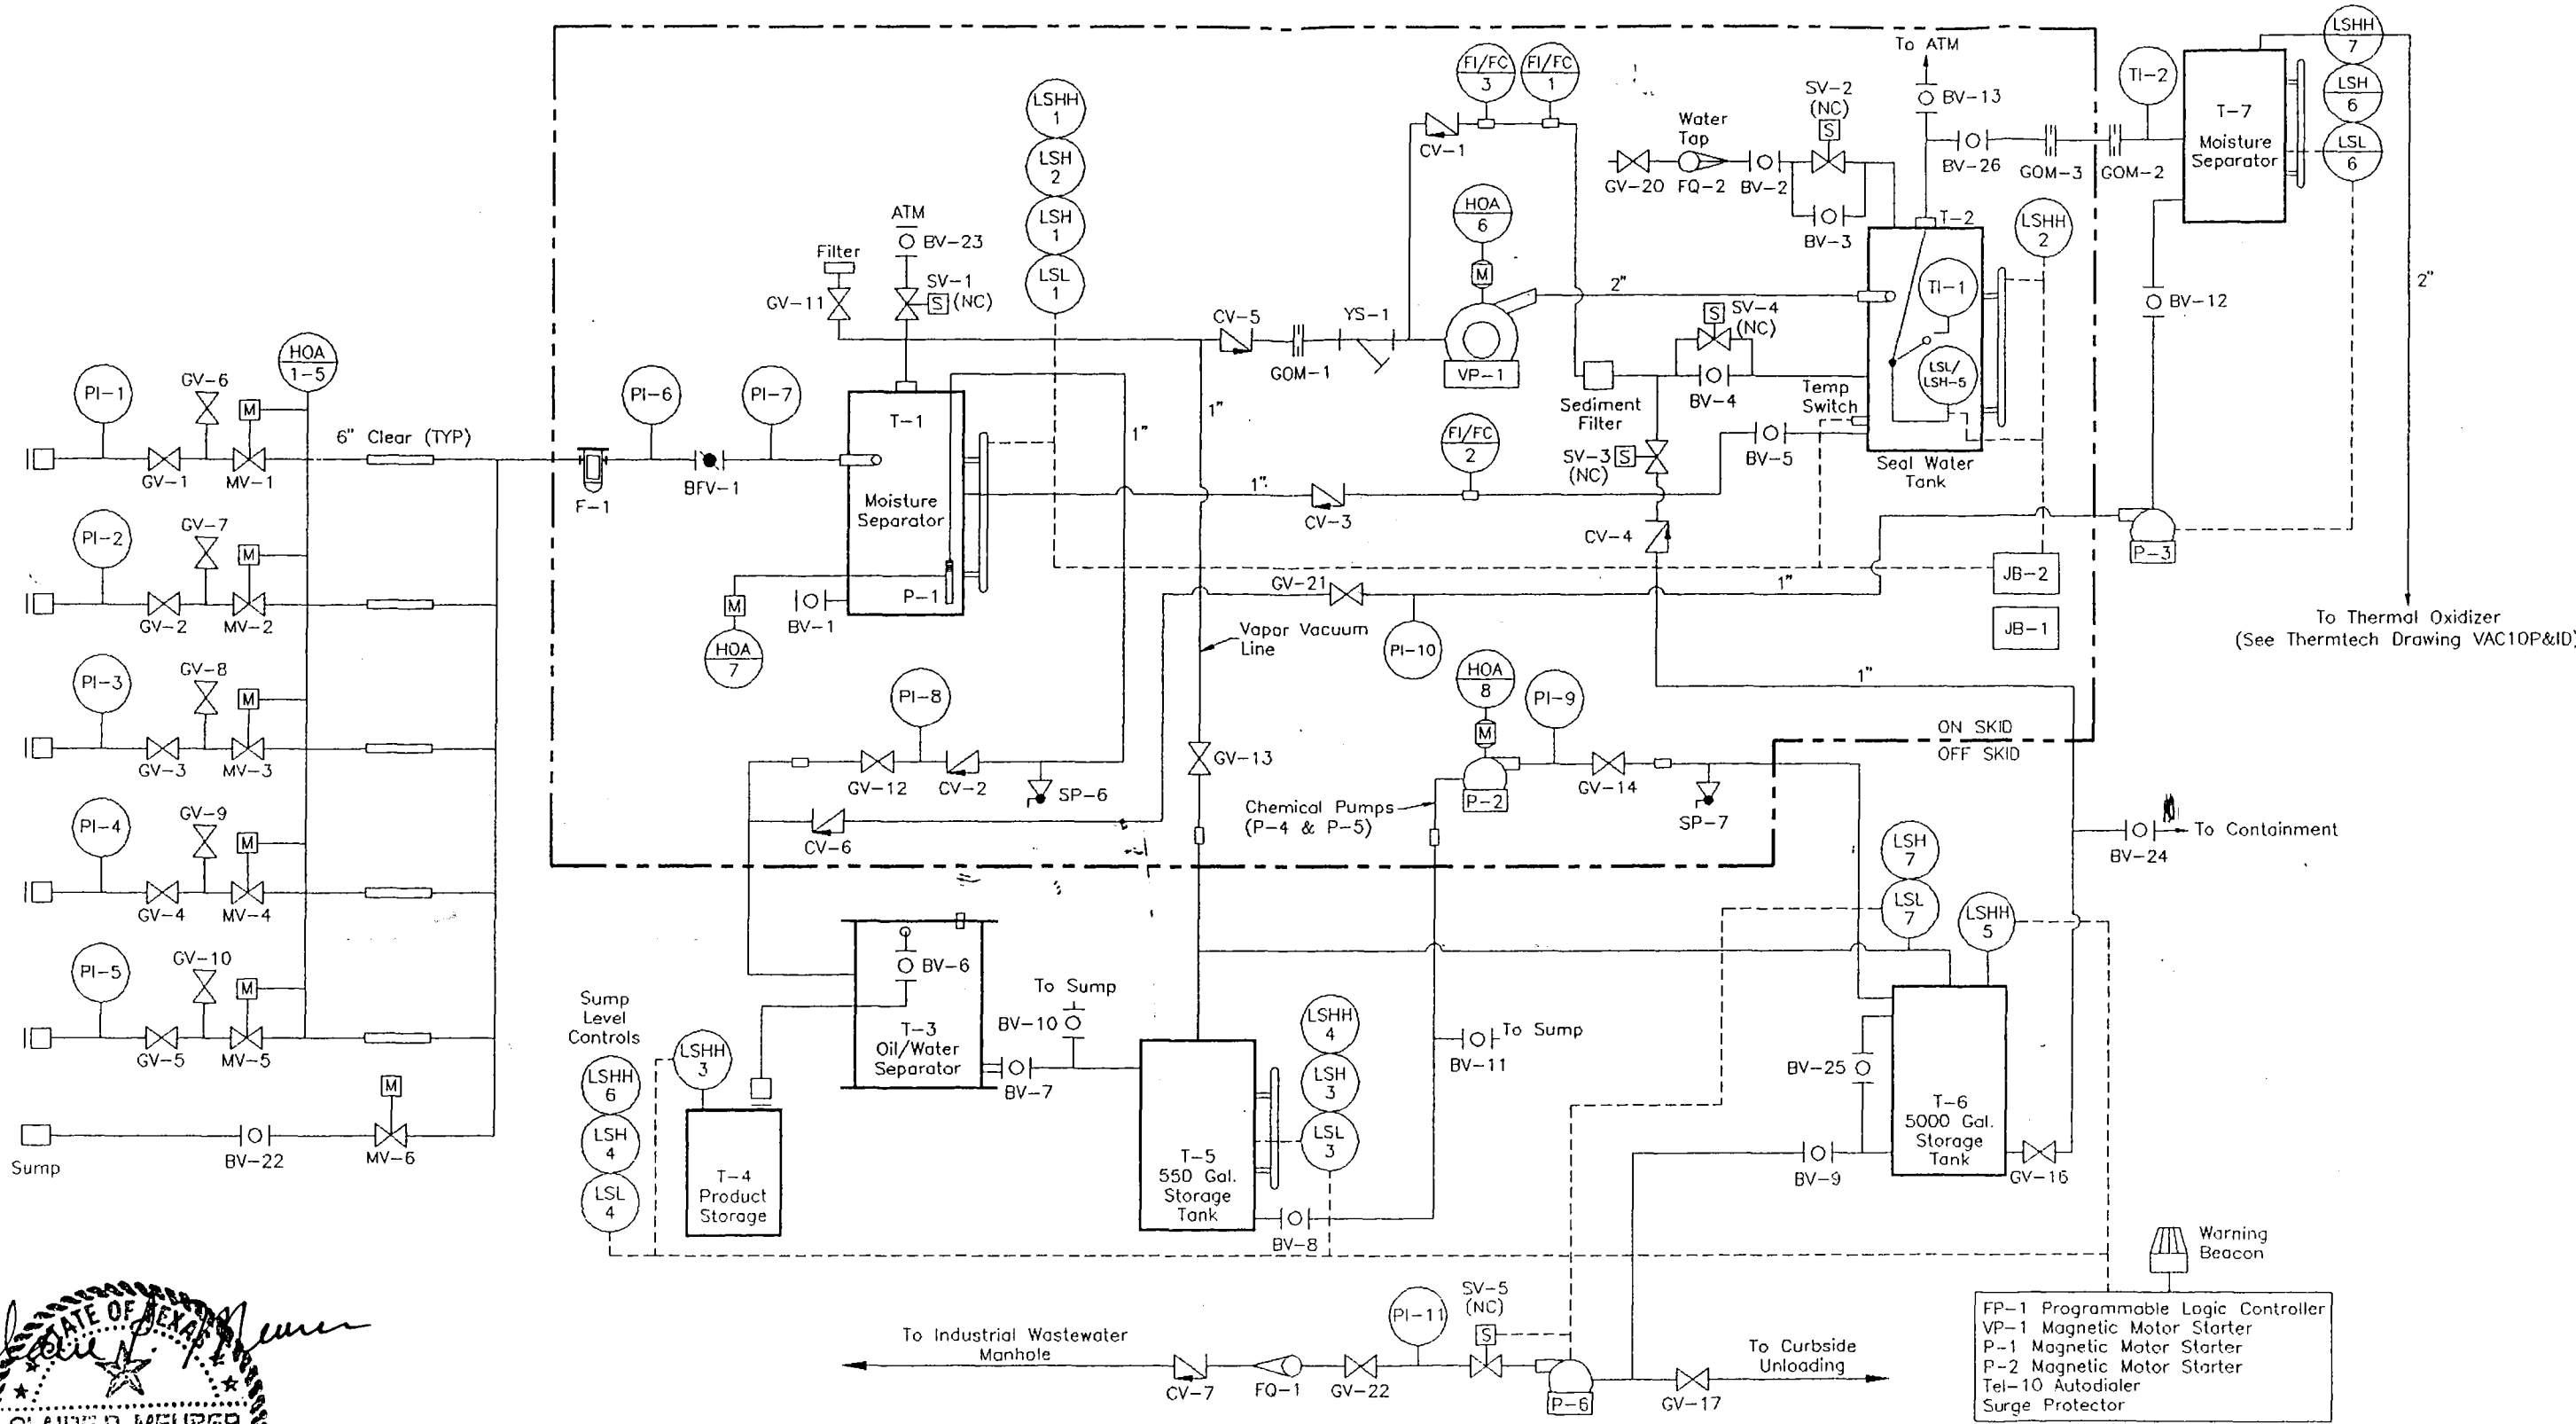 PI-1
GV-6
M
HOA
1-5
6" Clear (TYP)
GV-1
MV-1
PI-2
GV-7
M
GV-2
MV-2
PI-3
GV-8
M
GV-3
MV-3
PI-4
GV-9
M
GV-4
MV-4
PI-5
GV-10
M
GV-5
MV-5
M
Sump
BV-22
MV-6
F-1
PI-6
BFV-1
PI-7
Filter
GV-11
ATM
BV-23
SV-1
S (NC)
T-1
Moisture
Separator
P-1
BV-1
M
HOA
7
LSHH
1
LSH
2
LSH
1
LSL
1
1"
1"
1"
CV-5
GOM-1
YS-1
HOA
6
M
VP-1
CV-1
FI/FC
3
FI/FC
1
2"
FI/FC
2
CV-3
Sediment
Filter
SV-3
(NC)
S
CV-4
SV-4
(NC)
S
BV-4
BV-5
Temp
Switch
Water
Tap
GV-20
FQ-2
BV-2
SV-2
(NC)
S
BV-3
To ATM
BV-13
BV-26
GOM-3
GOM-2
T-2
TI-1
LSL/
LSH-5
Seal Water
Tank
LSHH
2
TI-2
T-7
Moisture
Separator
LSHH
7
LSH
6
LSL
6
2"
BV-12
P-3
To Thermal Oxidizer
(See Thermtech Drawing VAC10P&ID)
JB-2
JB-1
GV-21
1"
PI-10
Vapor Vacuum
Line
1"
ON SKID
OFF SKID
PI-8
GV-12
CV-2
SP-6
CV-6
GV-13
HOA
8
M
P-2
PI-9
GV-14
SP-7
Chemical Pumps
(P-4 & P-5)
BV-24
To Containment
LSH
7
LSL
7
LSHH
5
BV-6
T-3
Oil/Water
Separator
BV-7
To Sump
BV-10
Sump
Level
Controls
LSHH
6
LSH
4
LSL
4
LSHH
3
T-4
Product
Storage
T-5
550 Gal.
Storage
Tank
LSHH
4
LSH
3
LSL
3
BV-8
To Sump
BV-11
BV-25
BV-9
T-6
5000 Gal.
Storage
Tank
GV-16
Warning
Beacon
FP-1 Programmable Logic Controller
VP-1 Magnetic Motor Starter
P-1 Magnetic Motor Starter
P-2 Magnetic Motor Starter
Tel-10 Autodialer
Surge Protector
To Industrial Wastewater
Manhole
CV-7
FQ-1
GV-22
PI-11
SV-5
(NC)
S
P-6
GV-17
To Curbside
Unloading
STATE OF TEXAS